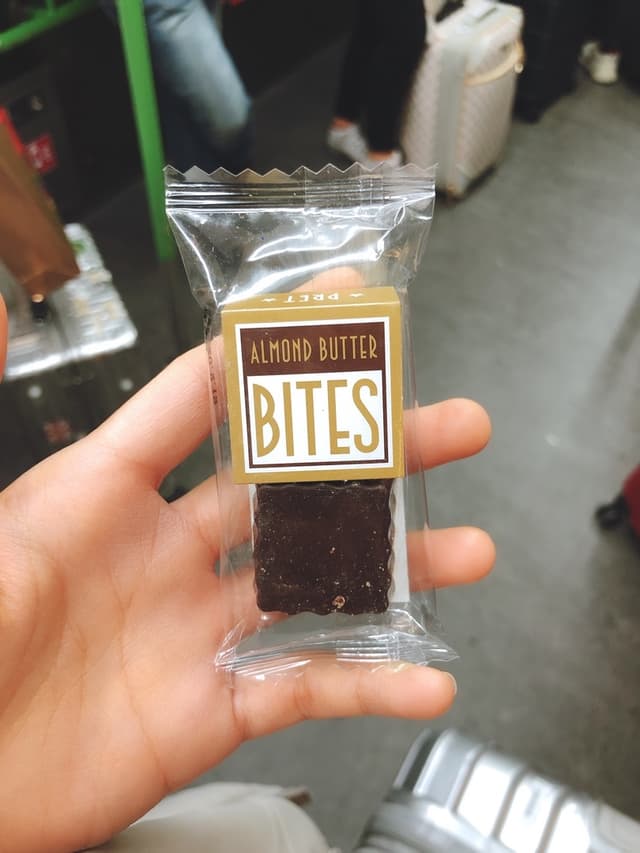 ★ PRET ★
ALMOND BUTTER
BITES